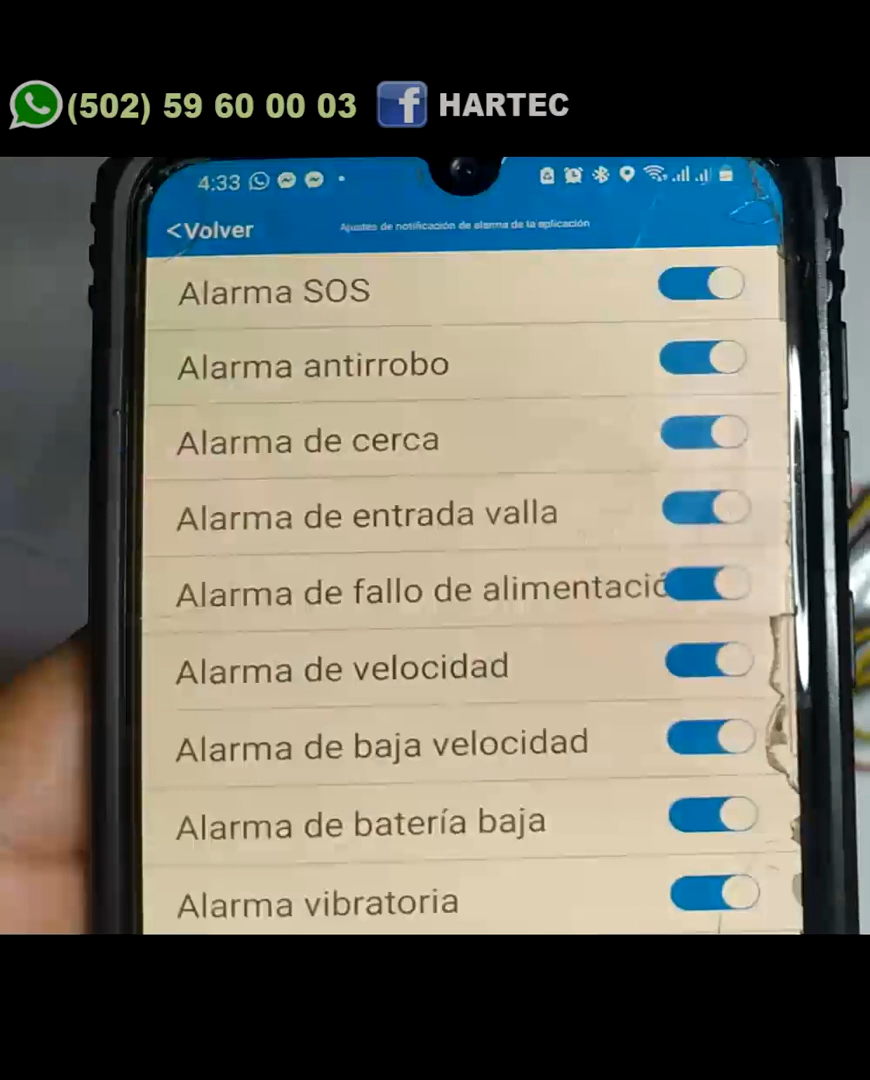 (502) 59 60 00 03 HARTEC
4:33
<Volver Ajustes de notificación de alarma de la aplicación
Alarma SOS
Alarma antirrobo
Alarma de cerca
Alarma de entrada valla
Alarma de fallo de alimentació
Alarma de velocidad
Alarma de baja velocidad
Alarma de batería baja
Alarma vibratoria